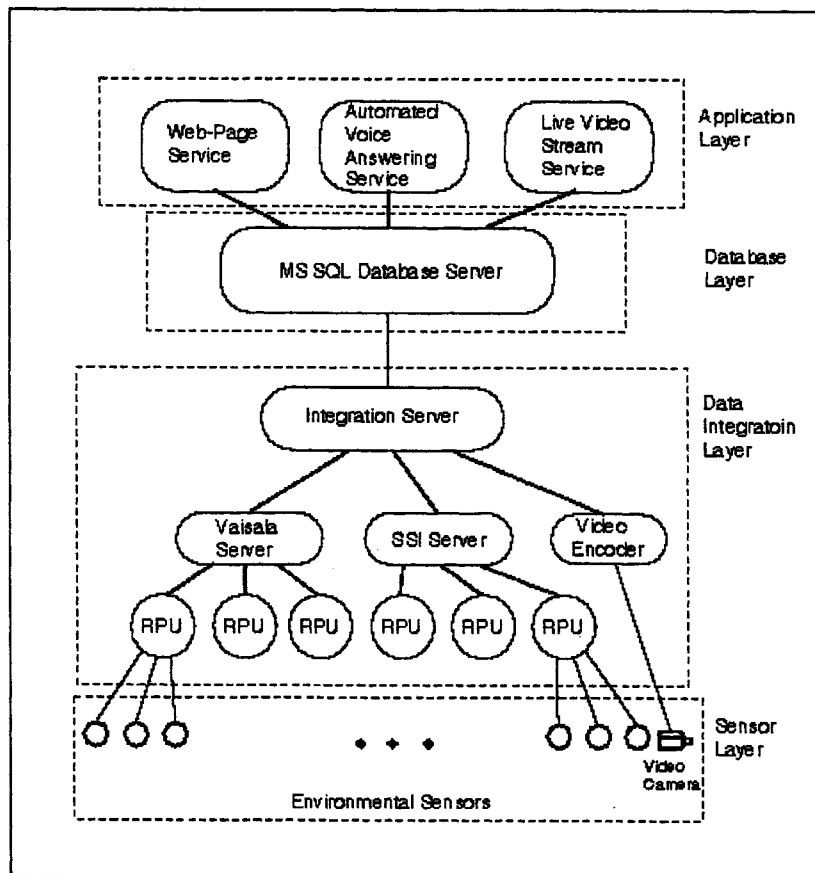 Web-Page
Service
Automated
Voice
Answering
Service
Live Video
Stream
Service
Application
Layer
MS SQL Database Server
Database
Layer
Integration Server
Data
Integratoin
Layer
Vaisala
Server
SSI Server
Video
Encoder
RPU
RPU
RPU
RPU
RPU
RPU
Sensor
Layer
Video
Camera
Environmental Sensors